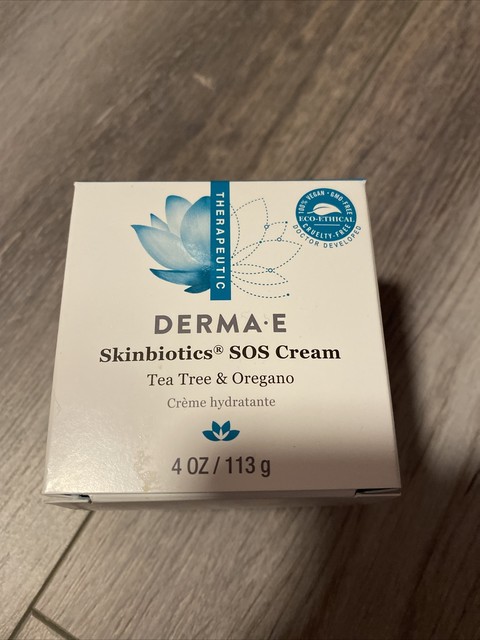 THERAPEUTIC
100% VEGAN • GMO-FREE
ECO-ETHICAL
CRUELTY-FREE
DOCTOR DEVELOPED
DERMA·E
Skinbiotics® SOS Cream
Tea Tree & Oregano
Crème hydratante
4 OZ / 113 g